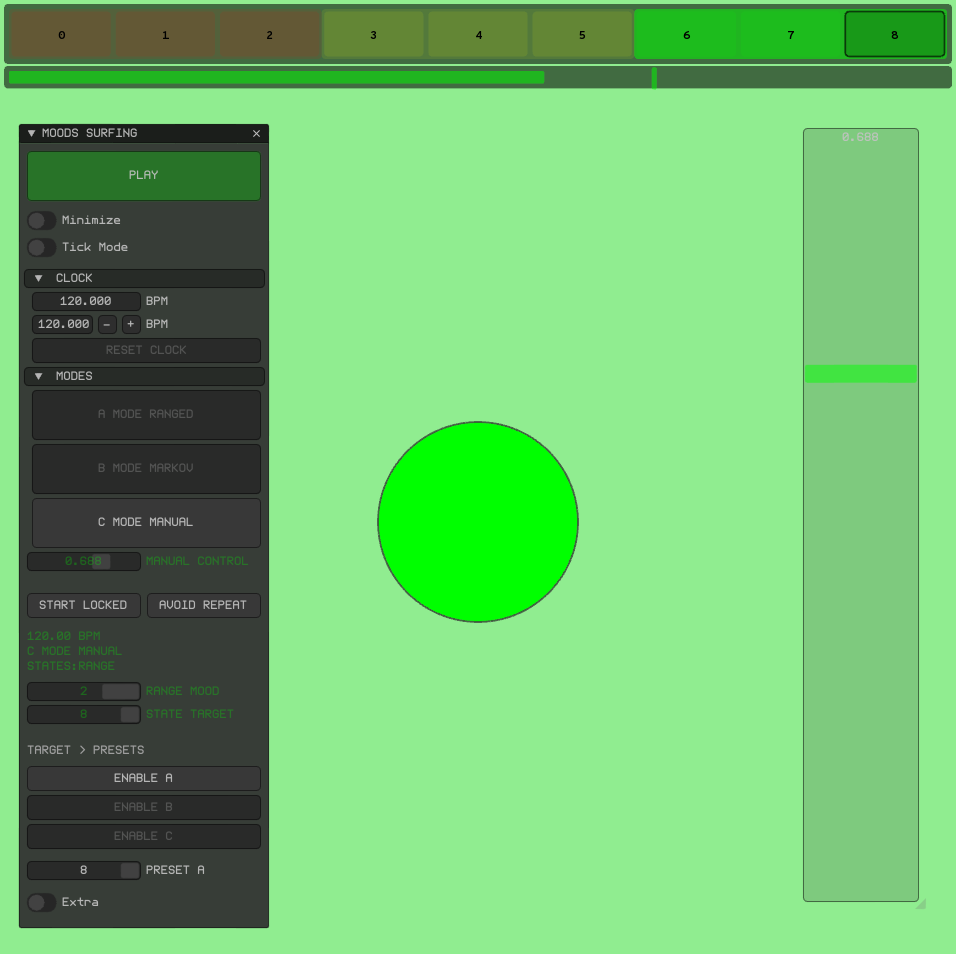 0 1 2 3 4 5 6 7 8
MOODS SURFING
0.688
PLAY
Minimize
Tick Mode
CLOCK
120.000 BPM
120.000 - + BPM
RESET CLOCK
MODES
A MODE RANGED
B MODE MARKOV
C MODE MANUAL
0.688 MANUAL CONTROL
START LOCKED AVOID REPEAT
120.00 BPM
C MODE MANUAL
STATES:RANGE
2 RANGE MOOD
8 STATE TARGET
TARGET > PRESETS
ENABLE A
ENABLE B
ENABLE C
8 PRESET A
Extra